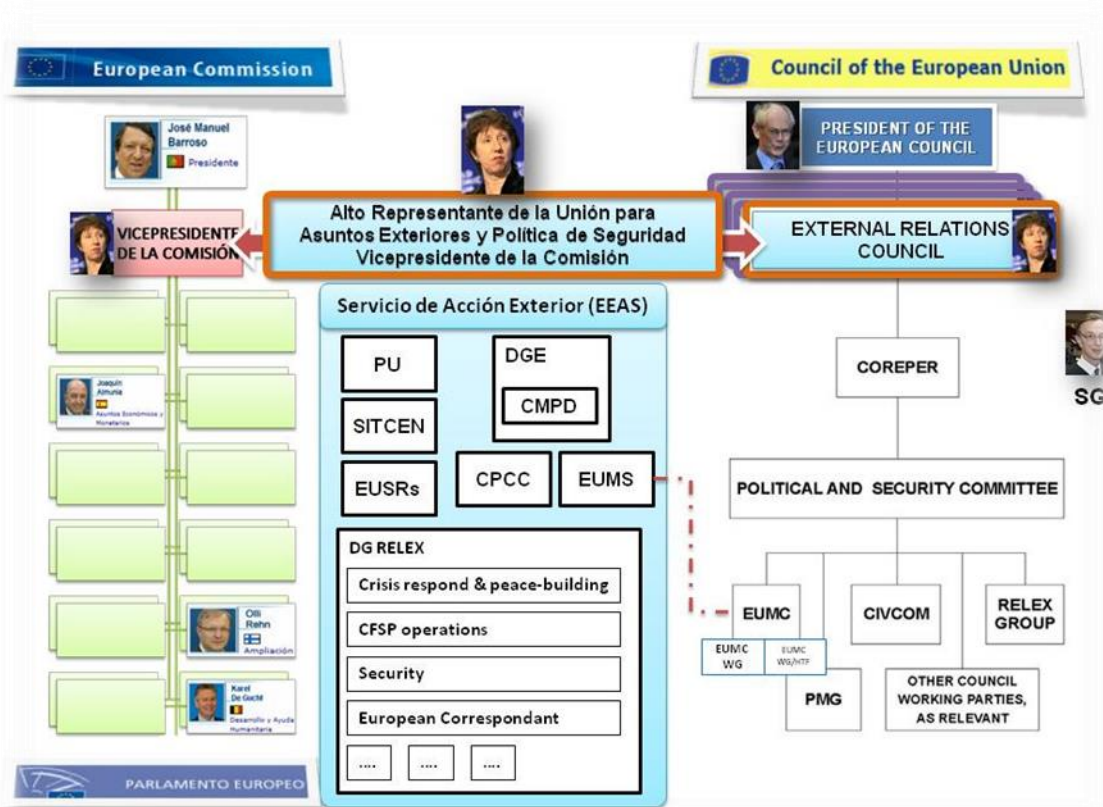 European Commission
Council of the European Union
José Manuel
Barroso
Presidente
PRESIDENT OF THE
EUROPEAN COUNCIL
Alto Representante de la Unión para
Asuntos Exteriores y Política de Seguridad
Vicepresidente de la Comisión
VICEPRESIDENTE
DE LA COMISIÓN
EXTERNAL RELATIONS
COUNCIL
Servicio de Acción Exterior (EEAS)
PU
DGE
CMPD
SITCEN
EUSRs
CPCC
EUMS
COREPER
SG
Joaquín
Almunia
Asuntos Económicos y
Monetarios
POLITICAL AND SECURITY COMMITTEE
DG RELEX
Crisis respond & peace-building
CFSP operations
Security
European Correspondant
....
....
....
EUMC
CIVCOM
RELEX
GROUP
EUMC
WG
EUMC
WG/HTF
PMG
OTHER COUNCIL
WORKING PARTIES,
AS RELEVANT
Olli
Rehn
Ampliación
Karel
De Gucht
Desarrollo y Ayuda
Humanitaria
PARLAMENTO EUROPEO